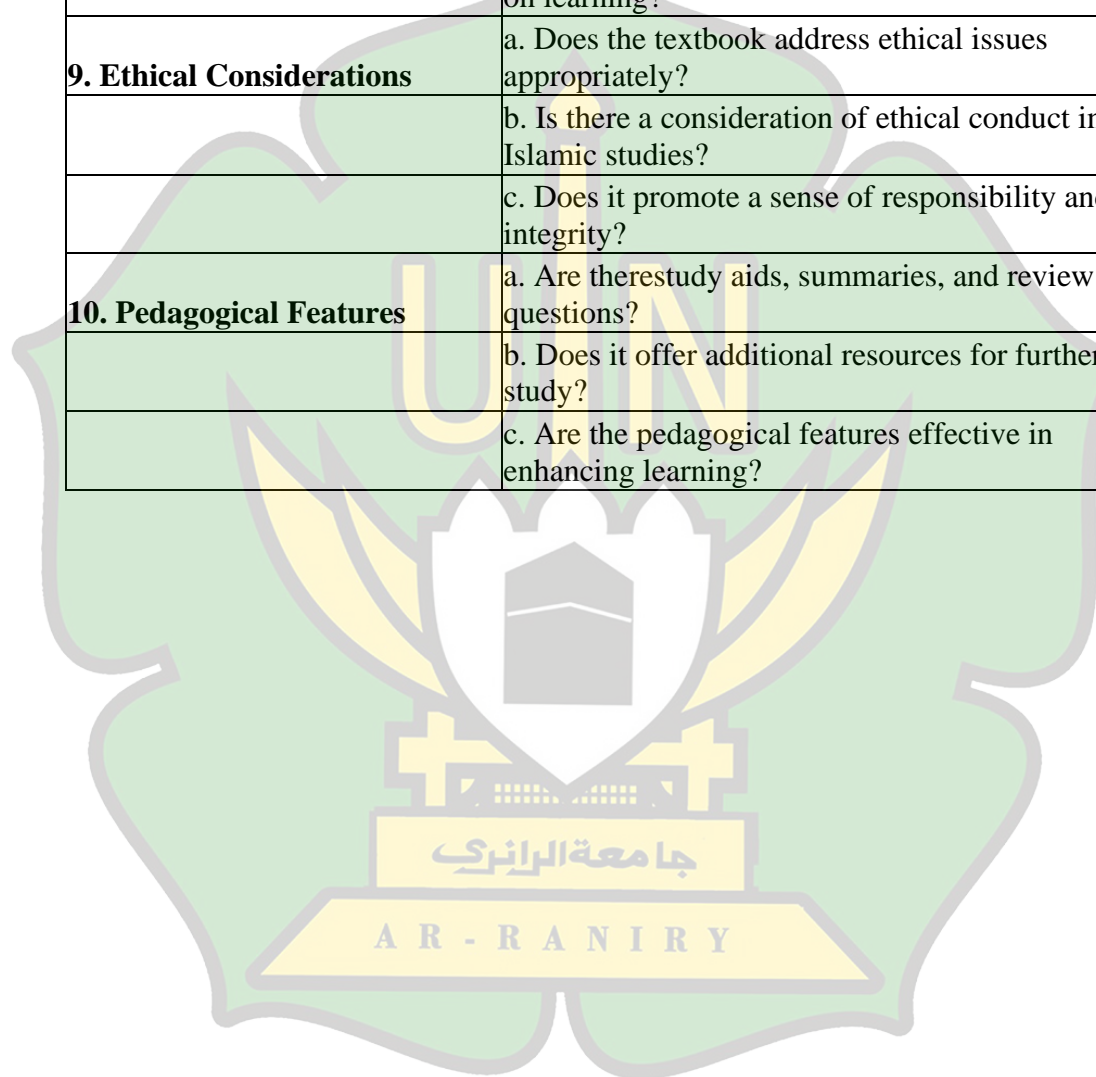 on learning?
a. Does the textbook address ethical issues
9. Ethical Considerations
appropriately?
b. Is there a consideration of ethical conduct in
Islamic studies?
c. Does it promote a sense of responsibility and
integrity?
a. Are therestudy aids, summaries, and review
10. Pedagogical Features
questions?
b. Does it offer additional resources for further
study?
c. Are the pedagogical features effective in
enhancing learning?
UIN
جامعة الرانري
AR-RANIRY